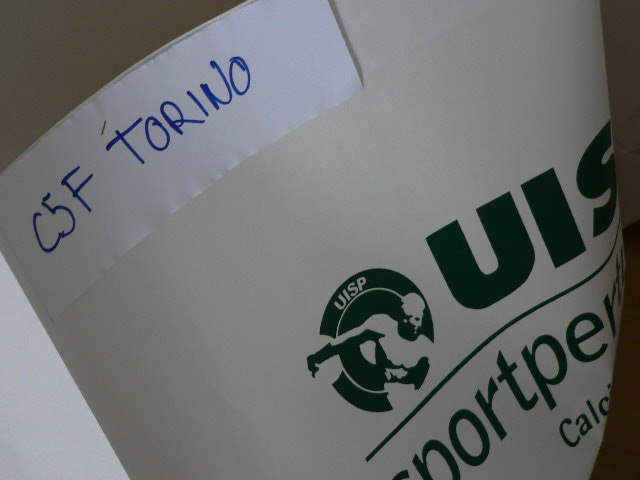 C5F TORINO
UISP
UIS
sportper
Calci